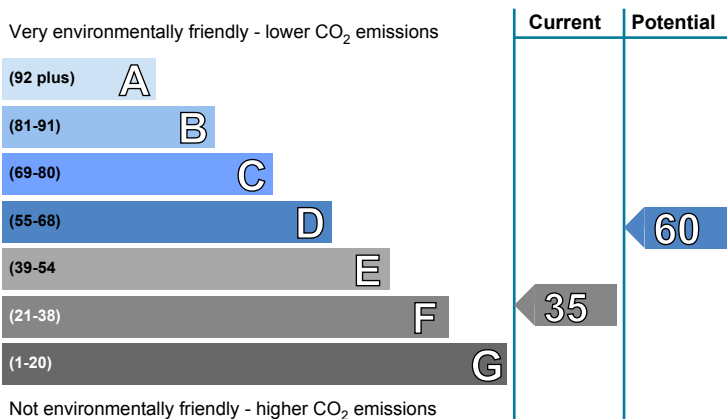 Very environmentally friendly - lower CO2 emissions
Current
Potential
(92 plus) A
(81-91) B
(69-80) C
(55-68) D
60
(39-54 E
(21-38) F
35
(1-20) G
Not environmentally friendly - higher CO2 emissions